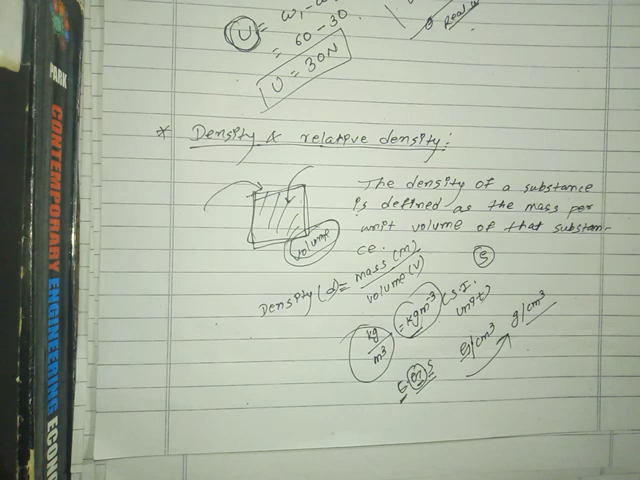 U = W₁ -
= 60 - 30
U = 30N
Real
* Density & relative density:
The density of a substance
is defined as the mass per
unit volume of that substan-
ce.
volume
Density (d) = mass (m) / volume (v)
kg/m³ = kgm⁻³ (S.I. unit)
g/cm³ g/cm³
PARK CONTEMPORARY ENGINEERING ECON